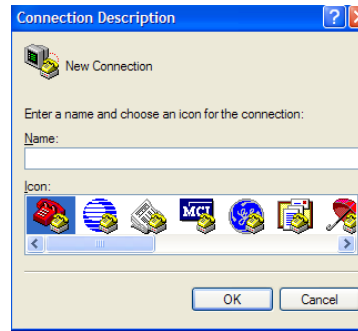 Connection Description
New Connection
Enter a name and choose an icon for the connection:
Name:
Icon:
MCI
OK Cancel